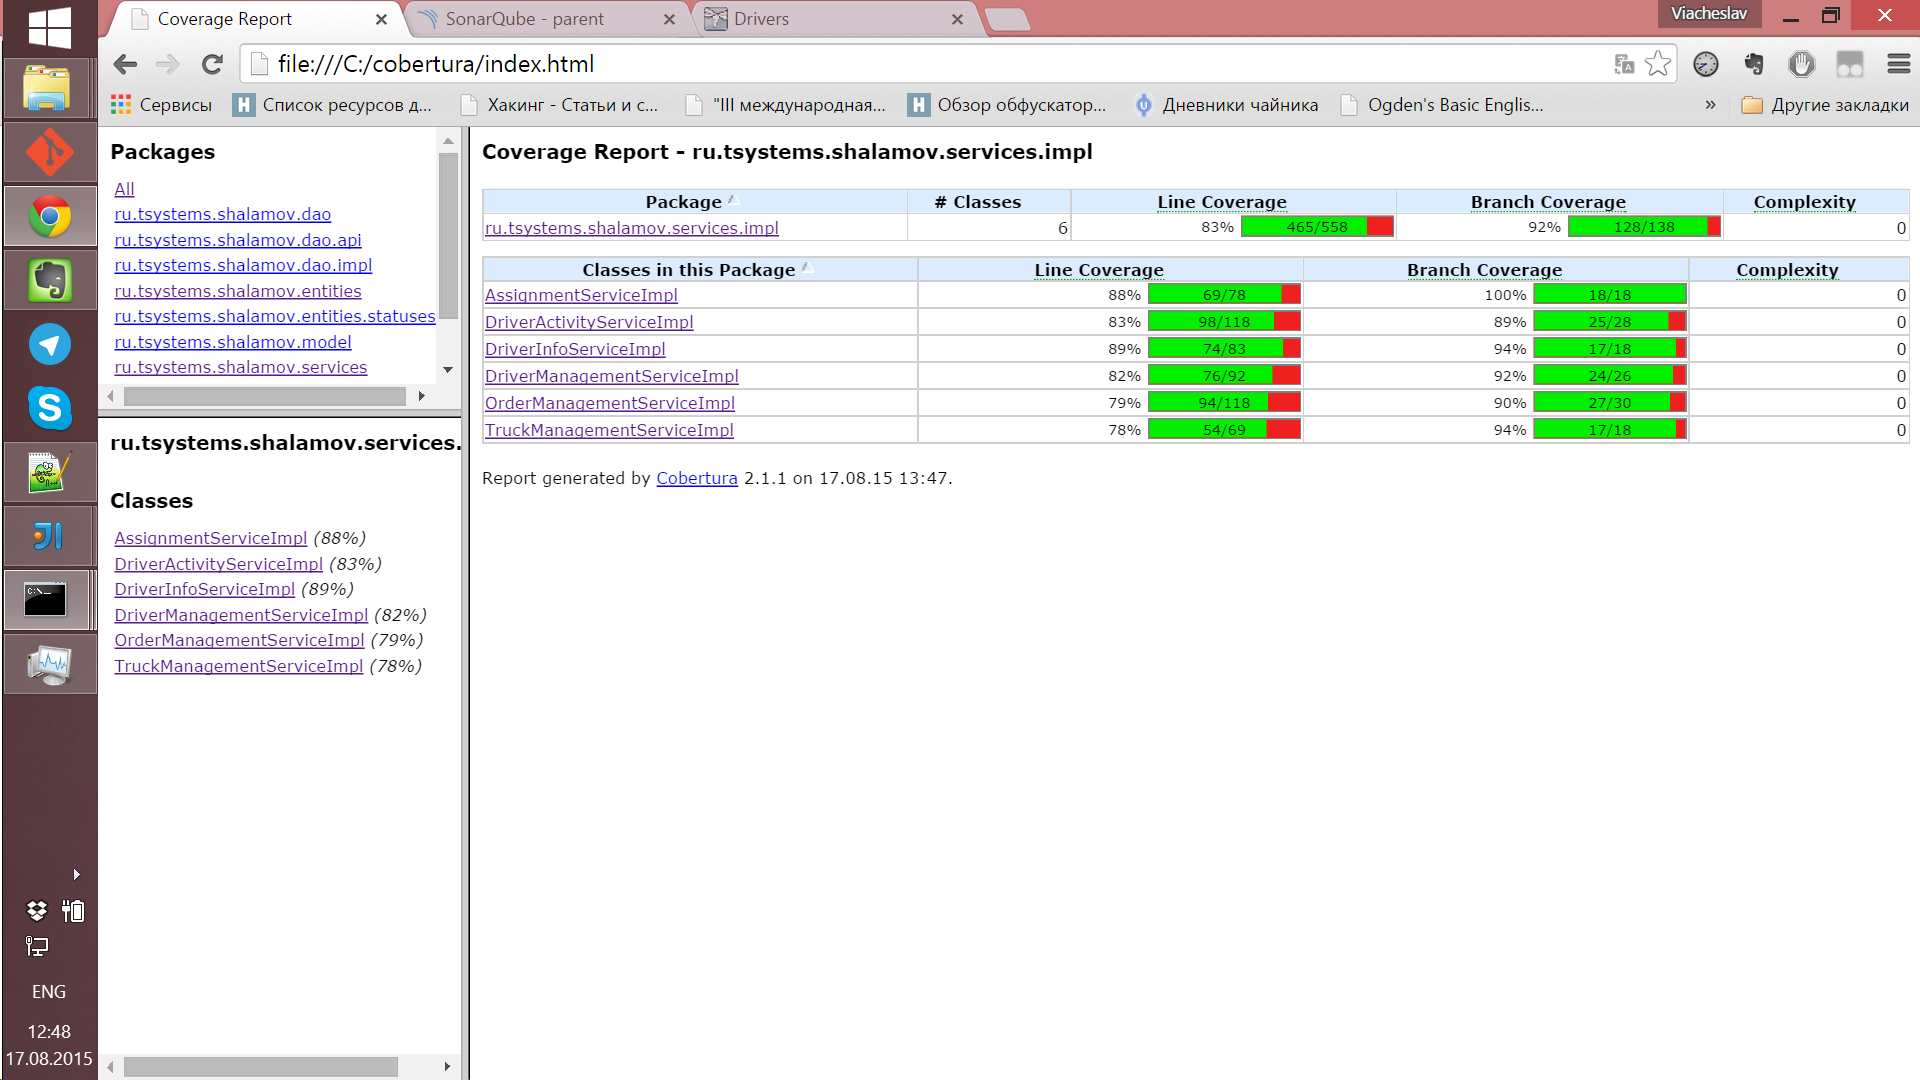 Coverage Report
SonarQube - parent
Drivers
Viacheslav
file:///C:/cobertura/index.html
Сервисы
Список ресурсов д...
Хакинг - Статьи и с...
"III международная...
Обзор обфускатор...
Дневники чайника
Ogden's Basic Englis...
»
Другие закладки
Packages
All
ru.tsystems.shalamov.dao
ru.tsystems.shalamov.dao.api
ru.tsystems.shalamov.dao.impl
ru.tsystems.shalamov.entities
ru.tsystems.shalamov.entities.statuses
ru.tsystems.shalamov.model
ru.tsystems.shalamov.services
ru.tsystems.shalamov.services.
Classes
AssignmentServiceImpl (88%)
DriverActivityServiceImpl (83%)
DriverInfoServiceImpl (89%)
DriverManagementServiceImpl (82%)
OrderManagementServiceImpl (79%)
TruckManagementServiceImpl (78%)
Coverage Report - ru.tsystems.shalamov.services.impl
Package # Classes Line Coverage Branch Coverage Complexity
ru.tsystems.shalamov.services.impl 6 83% 465/558 92% 128/138 0
Classes in this Package Line Coverage Branch Coverage Complexity
AssignmentServiceImpl 88% 69/78 100% 18/18 0
DriverActivityServiceImpl 83% 98/118 89% 25/28 0
DriverInfoServiceImpl 89% 74/83 94% 17/18 0
DriverManagementServiceImpl 82% 76/92 92% 24/26 0
OrderManagementServiceImpl 79% 94/118 90% 27/30 0
TruckManagementServiceImpl 78% 54/69 94% 17/18 0
Report generated by Cobertura 2.1.1 on 17.08.15 13:47.
ENG
12:48
17.08.2015